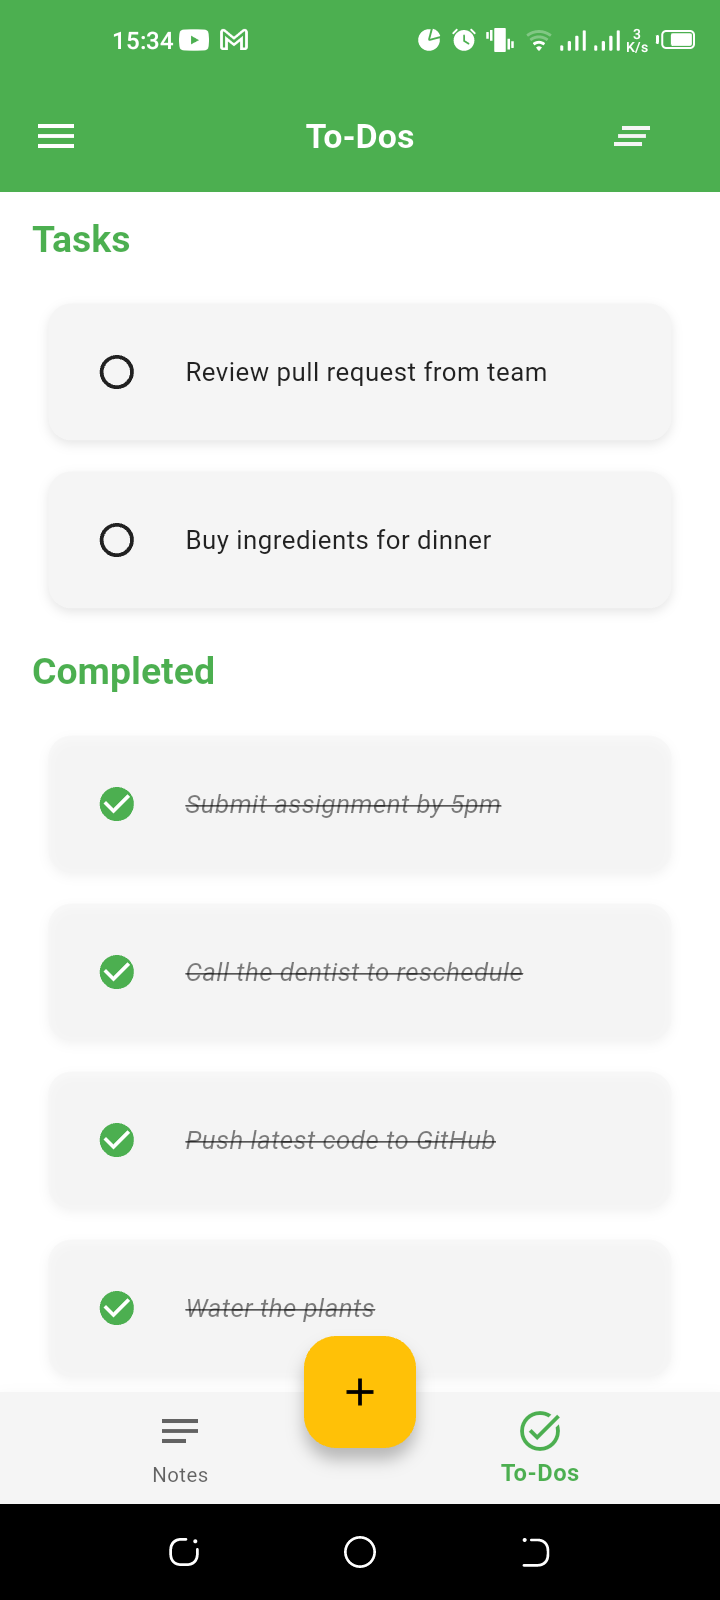 15:34
3
K/s
To-Dos
Tasks
Review pull request from team
Buy ingredients for dinner
Completed
Submit assignment by 5pm
Call the dentist to reschedule
Push latest code to GitHub
Water the plants
Notes
To-Dos